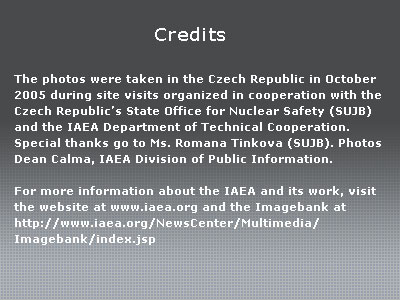 Credits
The photos were taken in the Czech Republic in October
2005 during site visits organized in cooperation with the
Czech Republic's State Office for Nuclear Safety (SUJB)
and the IAEA Department of Technical Cooperation.
Special thanks go to Ms. Romana Tinkova (SUJB). Photos
Dean Calma, IAEA Division of Public Information.
For more information about the IAEA and its work, visit
the website at www.iaea.org and the Imagebank at
http://www.iaea.org/NewsCenter/Multimedia/
Imagebank/index.jsp